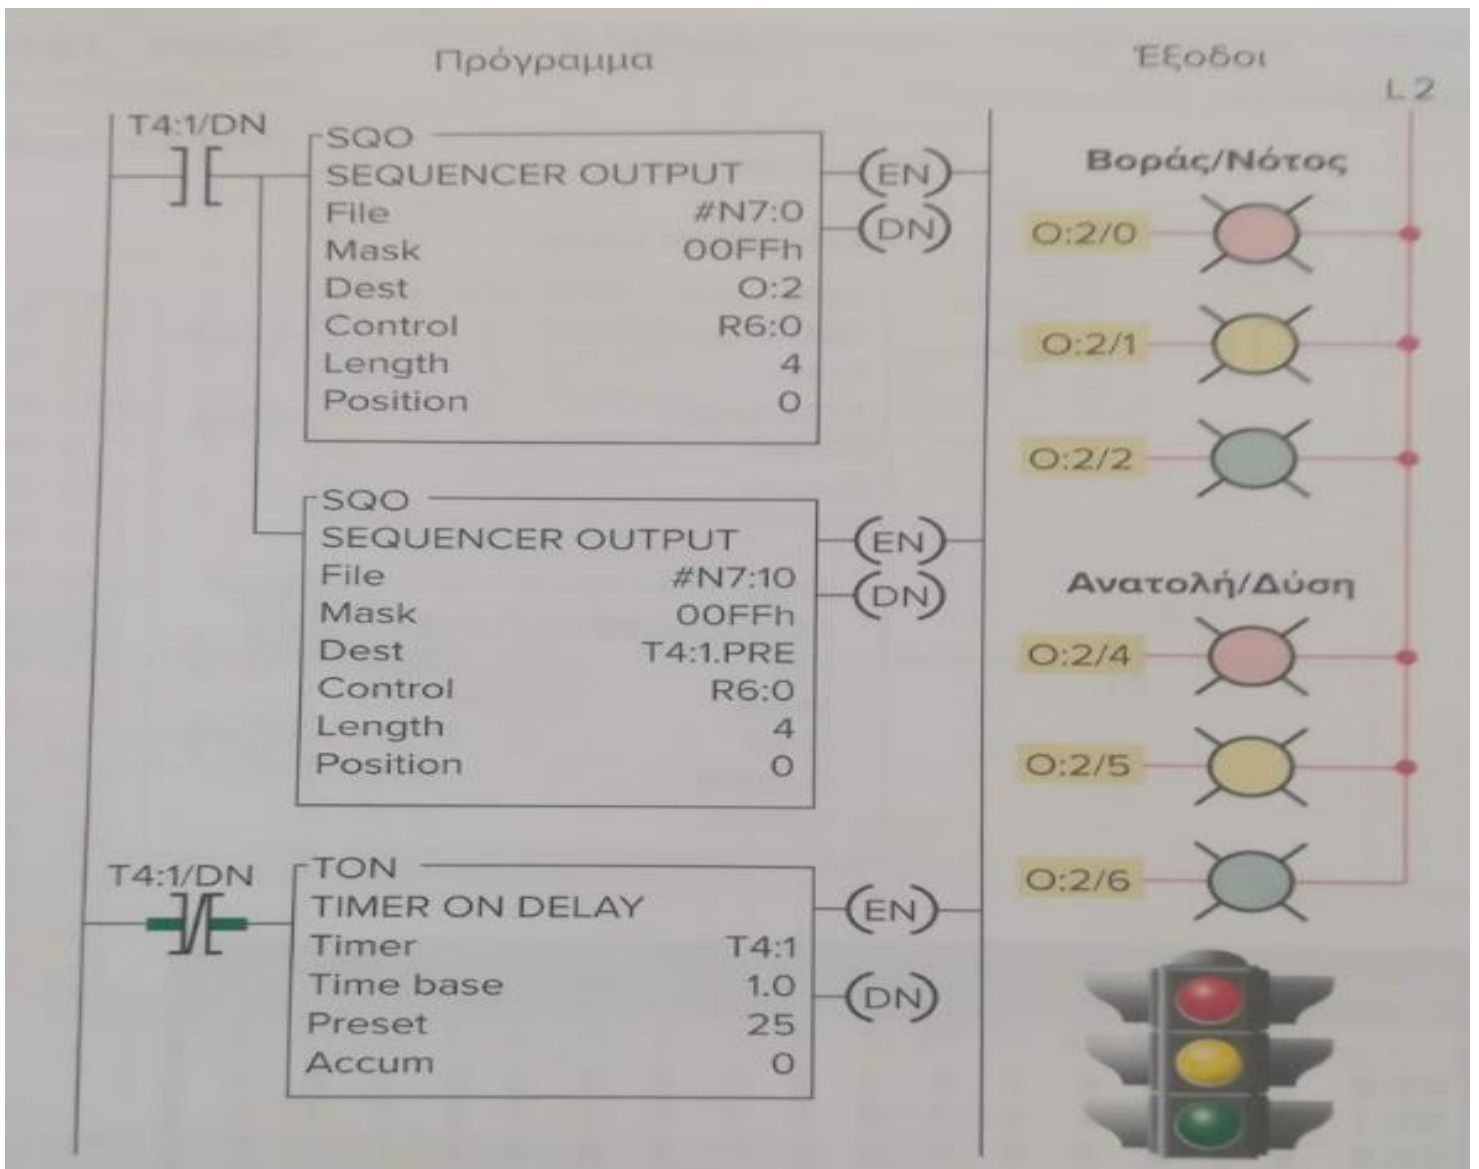 Πρόγραμμα
T4:1/DN
SQO
SEQUENCER OUTPUT
File #N7:0
Mask 00FFh
Dest O:2
Control R6:0
Length 4
Position 0
EN
DN
SQO
SEQUENCER OUTPUT
File #N7:10
Mask 00FFh
Dest T4:1.PRE
Control R6:0
Length 4
Position 0
EN
DN
T4:1/DN
TON
TIMER ON DELAY
Timer T4:1
Time base 1.0
Preset 25
Accum 0
EN
DN
Έξοδοι
L2
Βοράς/Νότος
O:2/0
O:2/1
O:2/2
Ανατολή/Δύση
O:2/4
O:2/5
O:2/6